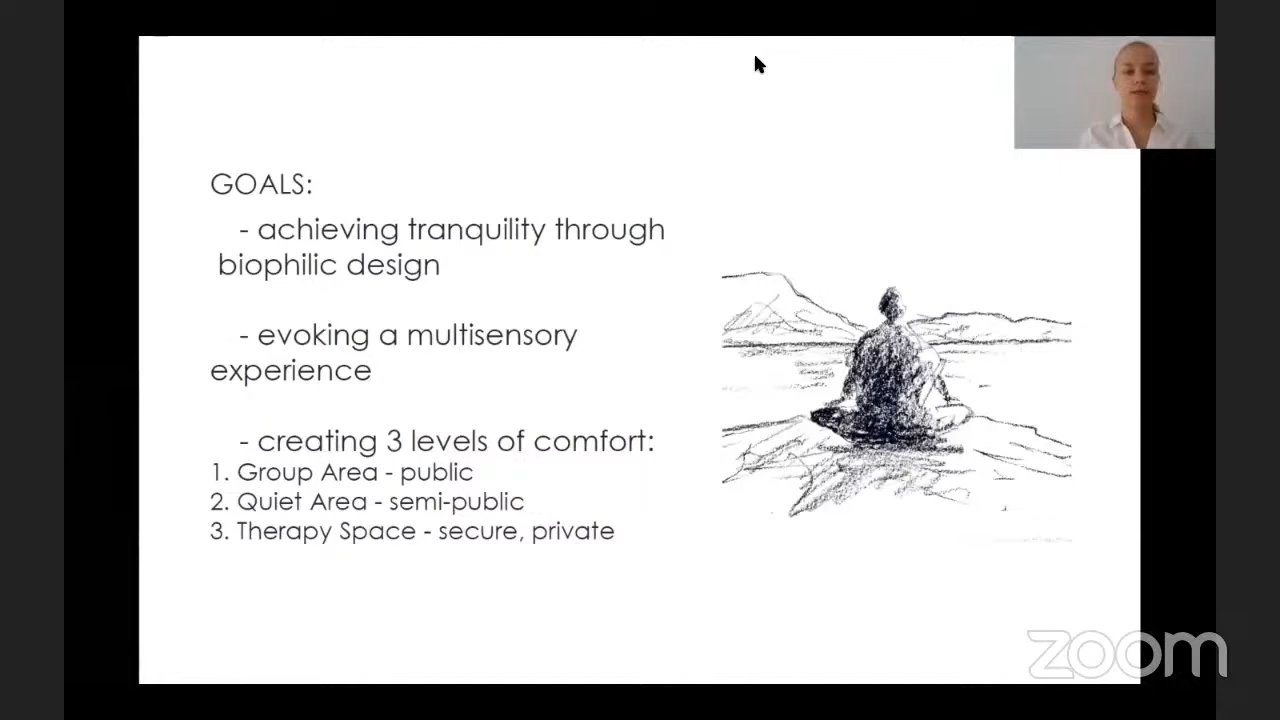 GOALS:
- achieving tranquility through
biophilic design
- evoking a multisensory
experience
- creating 3 levels of comfort:
1. Group Area - public
2. Quiet Area - semi-public
3. Therapy Space - secure, private
zoom